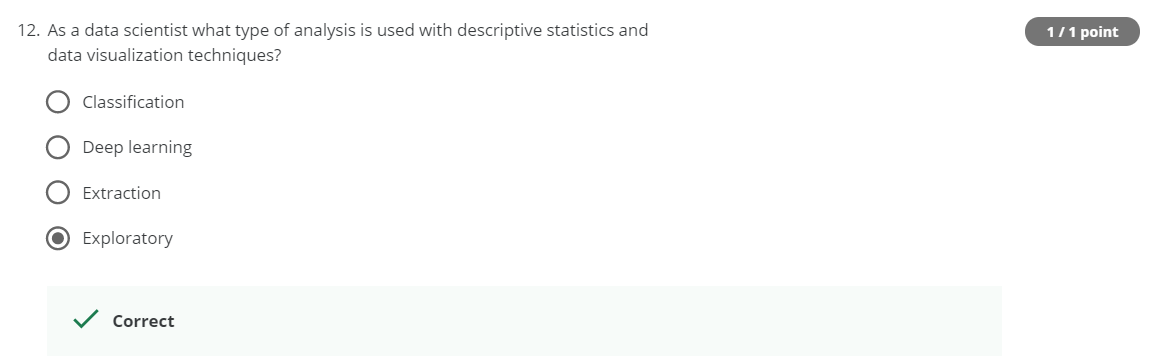 12. As a data scientist what type of analysis is used with descriptive statistics and
data visualization techniques?
1 / 1 point
Classification
Deep learning
Extraction
Exploratory
Correct